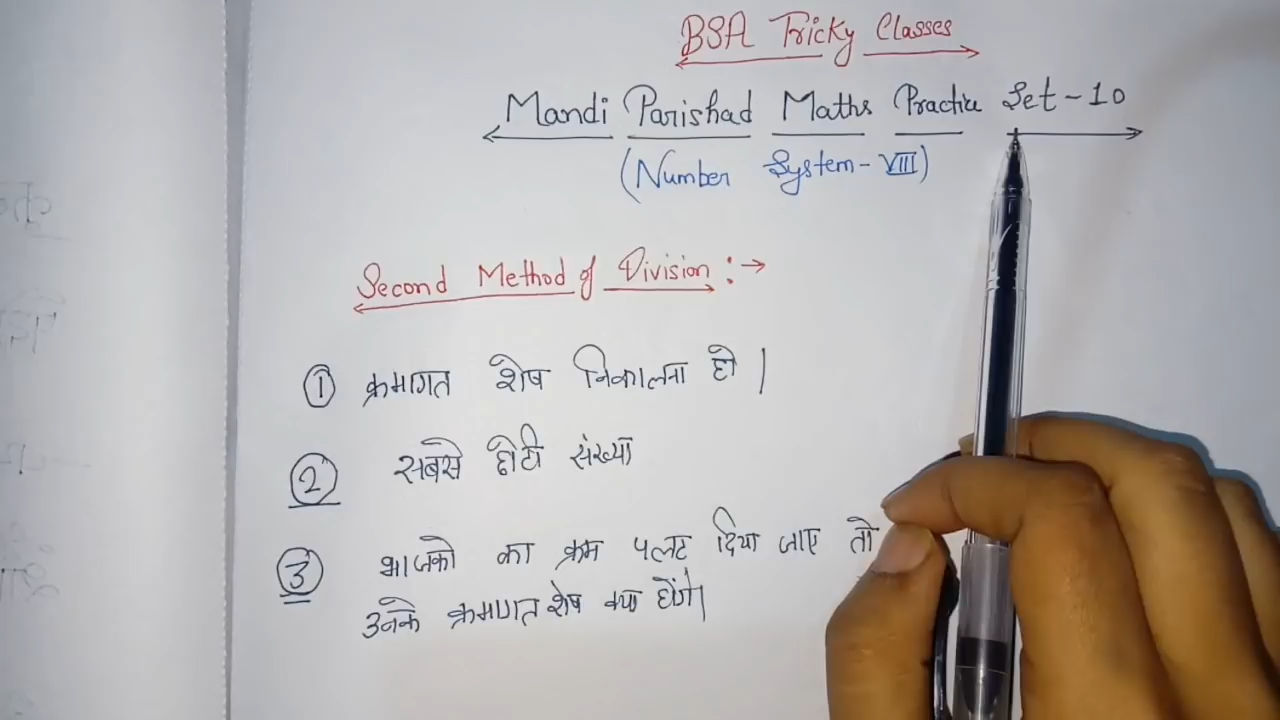 BSA Tricky Classes
Mandi Parishad Maths Practice Set-10
(Number System-VIII)
Second Method of Division :→
① क्रमागत शेष निकालना हो |
② सबसे छोटी संख्या
③ भाजको का क्रम पलट दिया जाए तो
उनके क्रमागत शेष क्या होंगे|